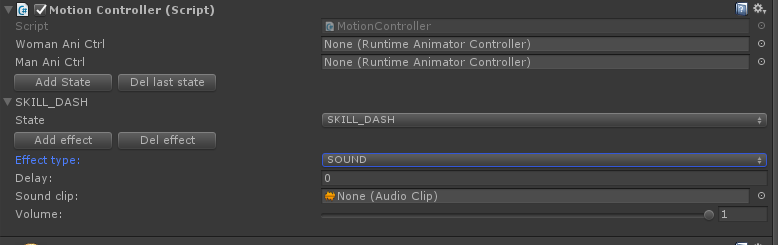 Motion Controller (Script)
Script MotionController
Woman Ani Ctrl None (Runtime Animator Controller)
Man Ani Ctrl None (Runtime Animator Controller)
Add State Del last state
SKILL_DASH
State SKILL_DASH
Add effect Del effect
Effect type: SOUND
Delay: 0
Sound clip: None (Audio Clip)
Volume: 1